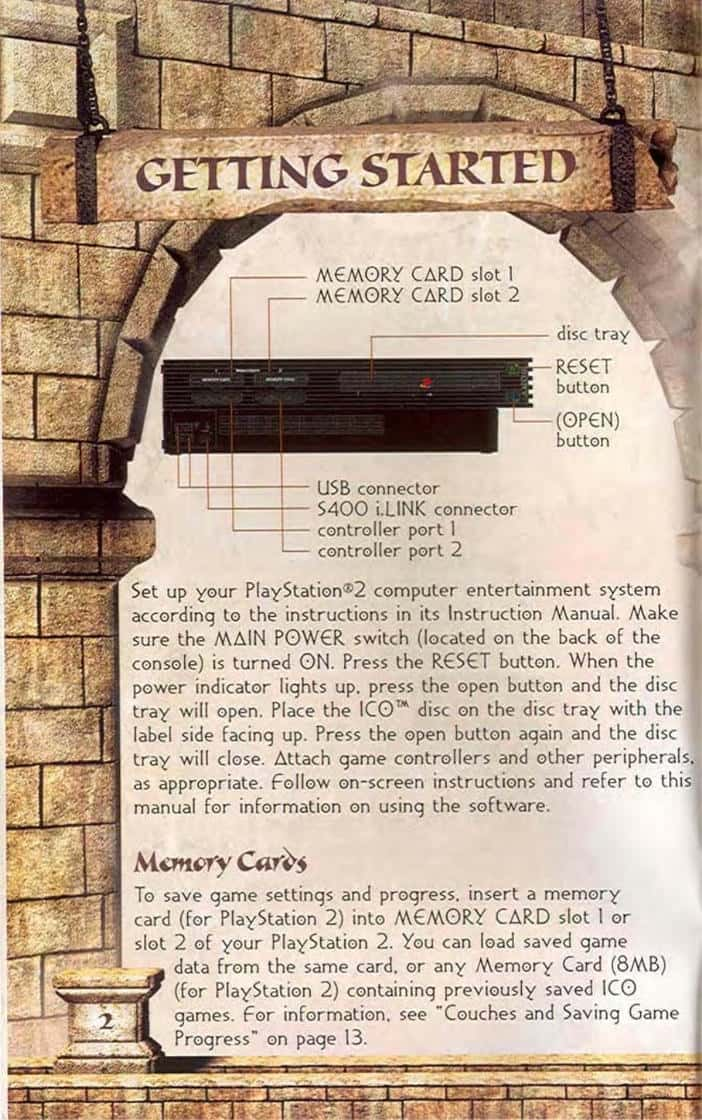 GETTING STARTED
MEMORY CARD slot 1
MEMORY CARD slot 2
disc tray
RESET
button
(OPEN)
button
MEMORY CARD
MEMORY CARD
USB connector
S400 i.LINK connector
controller port 1
controller port 2
Set up your PlayStation®2 computer entertainment system
according to the instructions in its Instruction Manual. Make
sure the MAIN POWER switch (located on the back of the
console) is turned ON. Press the RESET button. When the
power indicator lights up, press the open button and the disc
tray will open. Place the ICO™ disc on the disc tray with the
label side facing up. Press the open button again and the disc
tray will close. Attach game controllers and other peripherals,
as appropriate. Follow on-screen instructions and refer to this
manual for information on using the software.
Memory Cards
To save game settings and progress, insert a memory
card (for PlayStation 2) into MEMORY CARD slot 1 or
slot 2 of your PlayStation 2. You can load saved game
data from the same card, or any Memory Card (8MB)
(for PlayStation 2) containing previously saved ICO
games. For information, see "Couches and Saving Game
Progress" on page 13.
2